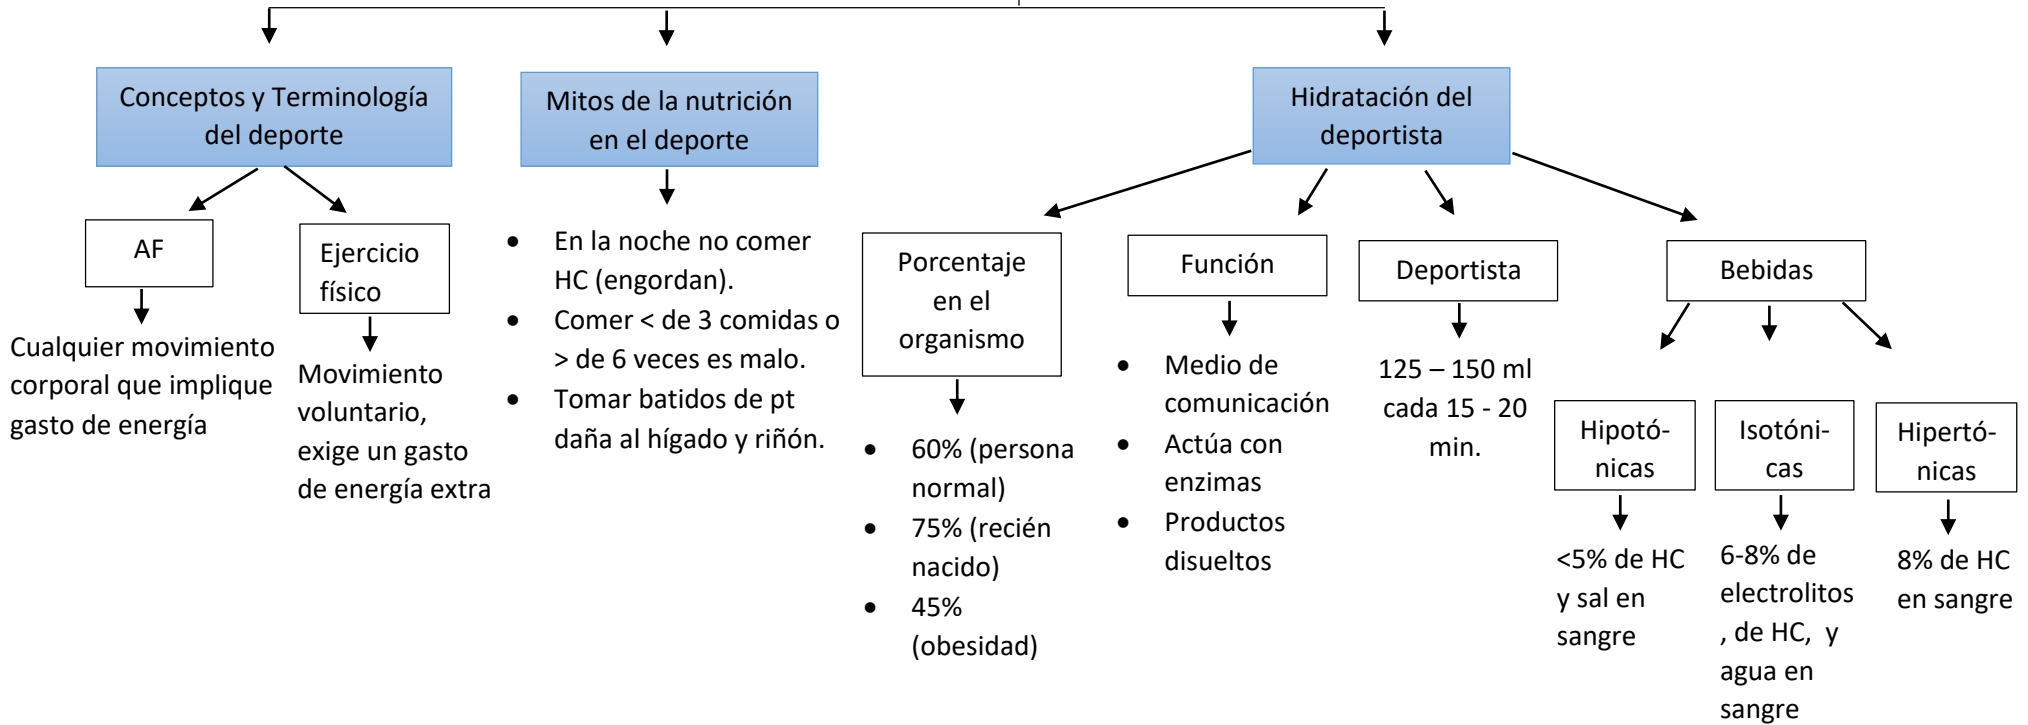 Conceptos y Terminología
del deporte
Mitos de la nutrición
en el deporte
Hidratación del
deportista
AF
Ejercicio
físico
Cualquier movimiento
corporal que implique
gasto de energía
Movimiento
voluntario,
exige un gasto
de energía extra
• En la noche no comer
HC (engordan).
• Comer < de 3 comidas o
> de 6 veces es malo.
• Tomar batidos de pt
daña al hígado y riñón.
Porcentaje
en el
organismo
• 60% (persona
normal)
• 75% (recién
nacido)
• 45%
(obesidad)
Función
• Medio de
comunicación
• Actúa con
enzimas
• Productos
disueltos
Deportista
125 – 150 ml
cada 15 - 20
min.
Bebidas
Hipotó-
nicas
<5% de HC
y sal en
sangre
Isotóni-
cas
6-8% de
electrolitos
, de HC, y
agua en
sangre
Hipertó-
nicas
8% de HC
en sangre